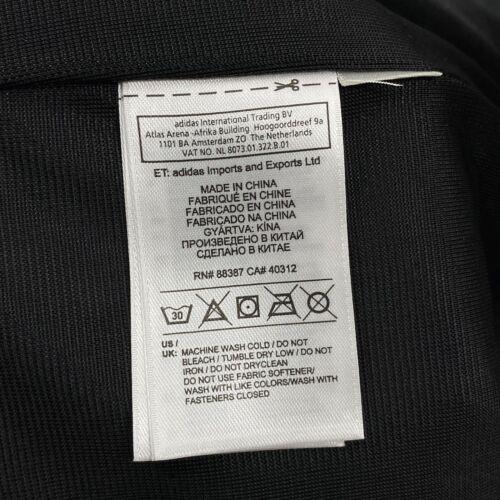 adidas International Trading BV
Atlas Arena -Afrika Building Hoogoorddreef 9a
1101 BA Amsterdam ZO The Netherlands
VAT NO. NL 8073.01.322.B.01
ET: adidas Imports and Exports Ltd
MADE IN CHINA
FABRIQUÉ EN CHINE
FABRICADO EN CHINA
FABRICADO NA CHINA
GYÁRTVA: KÍNA
ПРОИЗВЕДЕНО В КИТАЙ
СДЕЛАНО В КИТАЕ
RN# 88387 CA# 40312
30
US /
UK: MACHINE WASH COLD / DO NOT
BLEACH / TUMBLE DRY LOW / DO NOT
IRON / DO NOT DRYCLEAN
DO NOT USE FABRIC SOFTENER/
WASH WITH LIKE COLORS/WASH WITH
FASTENERS CLOSED